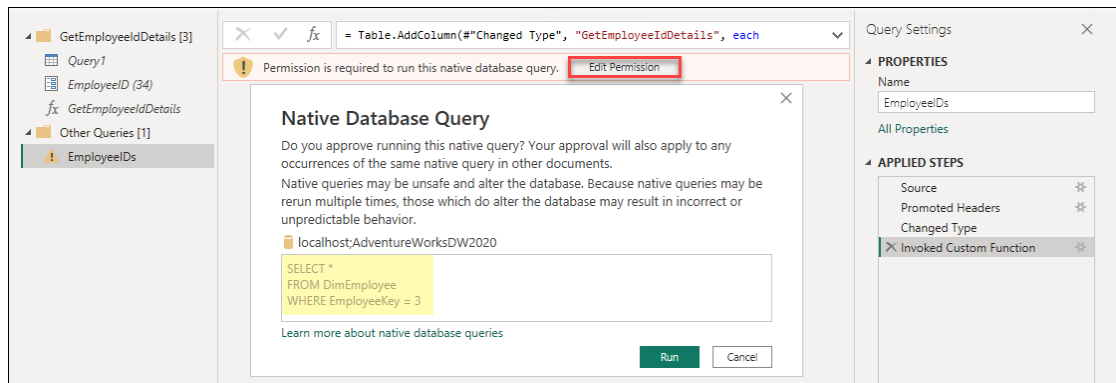 GetEmployeeIdDetails [3]
Query1
EmployeeID (34)
fx GetEmployeeIdDetails
Other Queries [1]
EmployeeIDs
fx
= Table.AddColumn(#"Changed Type", "GetEmployeeIdDetails", each
Permission is required to run this native database query.
Edit Permission
Native Database Query
Do you approve running this native query? Your approval will also apply to any
occurrences of the same native query in other documents.
Native queries may be unsafe and alter the database. Because native queries may be
rerun multiple times, those which do alter the database may result in incorrect or
unpredictable behavior.
localhost;AdventureWorksDW2020
SELECT *
FROM DimEmployee
WHERE EmployeeKey = 3
Learn more about native database queries
Run
Cancel
Query Settings
PROPERTIES
Name
EmployeeIDs
All Properties
APPLIED STEPS
Source
Promoted Headers
Changed Type
Invoked Custom Function